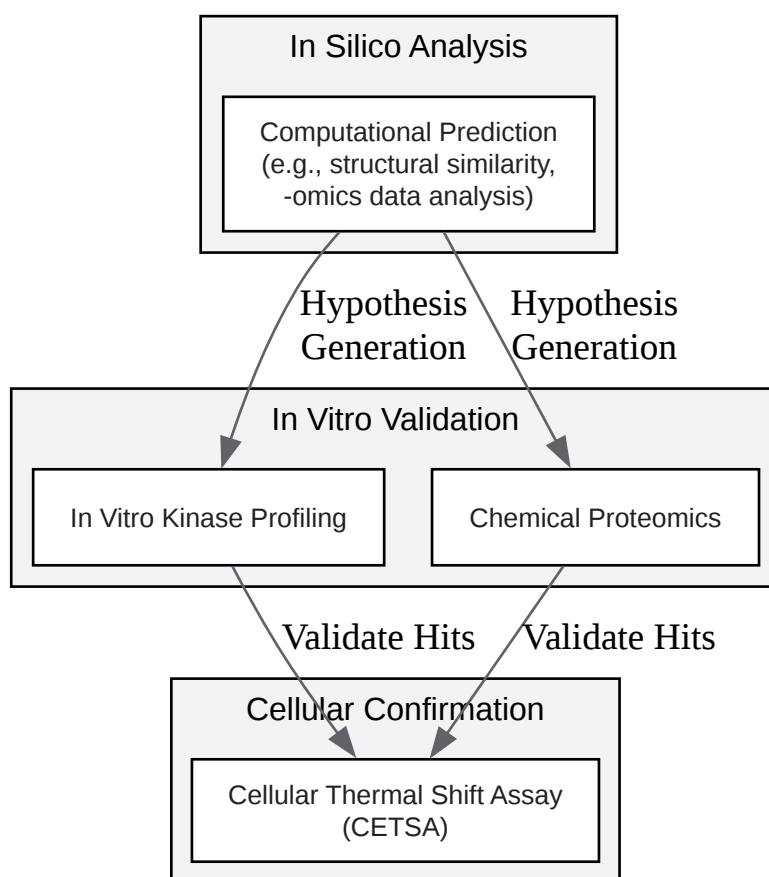 In Silico Analysis
Computational Prediction
(e.g., structural similarity,
-omics data analysis)
Hypothesis
Generation
Hypothesis
Generation
In Vitro Validation
In Vitro Kinase Profiling
Chemical Proteomics
Validate Hits
Validate Hits
Cellular Confirmation
Cellular Thermal Shift Assay
(CETSA)